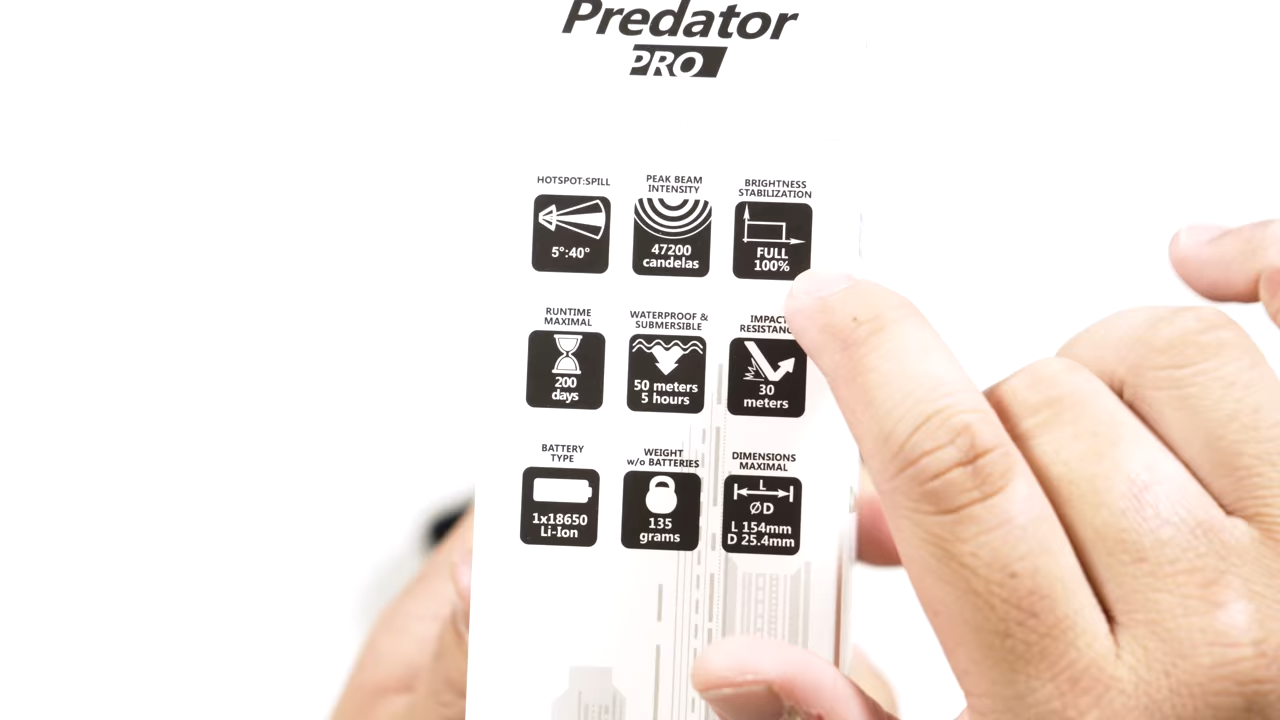 Predator
PRO
HOTSPOT:SPILL
5°:40°
PEAK BEAM
INTENSITY
47200
candelas
BRIGHTNESS
STABILIZATION
FULL
100%
RUNTIME
MAXIMAL
200
days
WATERPROOF &
SUBMERSIBLE
50 meters
5 hours
IMPACT
RESISTANC
30
meters
BATTERY
TYPE
1x18650
Li-Ion
WEIGHT
w/o BATTERIES
135
grams
DIMENSIONS
MAXIMAL
L
ØD
L 154mm
D 25.4mm